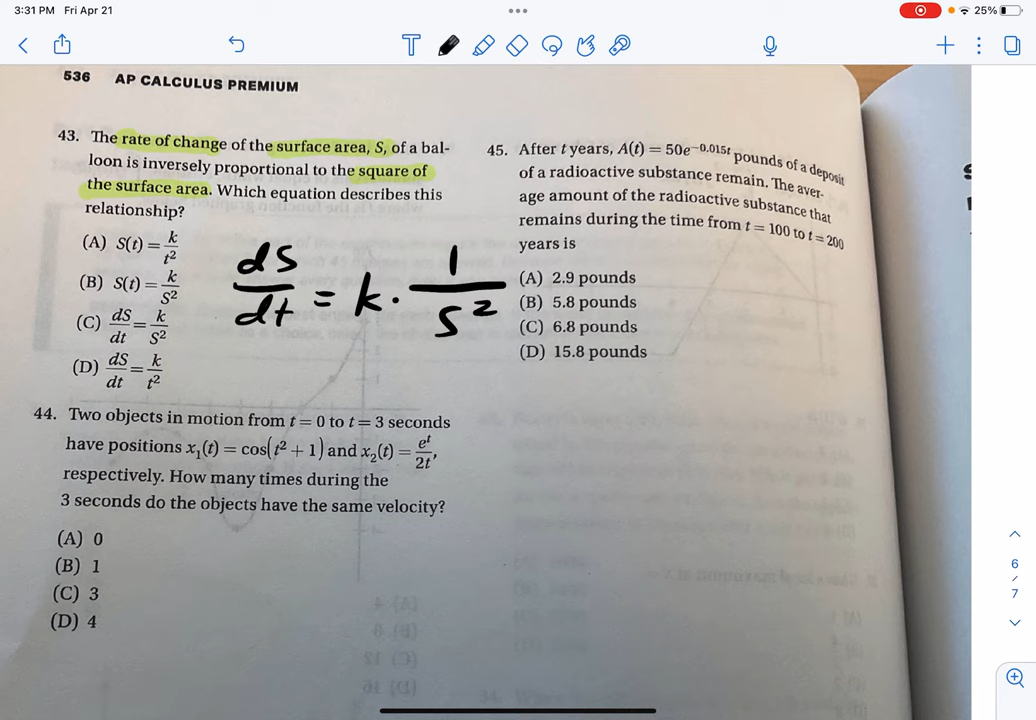 3:31 PM Fri Apr 21
25%
536 AP CALCULUS PREMIUM
43. The rate of change of the surface area, S, of a bal-
loon is inversely proportional to the square of
the surface area. Which equation describes this
relationship?
(A) S(t) = k/t²
(B) S(t) = k/S²
(C) dS/dt = k/S²
(D) dS/dt = k/t²
dS/dt = k · 1/S²
44. Two objects in motion from t = 0 to t = 3 seconds
have positions x₁(t) = cos(t² + 1) and x₂(t) = eᵗ/2t,
respectively. How many times during the
3 seconds do the objects have the same velocity?
(A) 0
(B) 1
(C) 3
(D) 4
45. After t years, A(t) = 50e^−0.015t pounds of a deposit
of a radioactive substance remain. The aver-
age amount of the radioactive substance that
remains during the time from t = 100 to t = 200
years is
(A) 2.9 pounds
(B) 5.8 pounds
(C) 6.8 pounds
(D) 15.8 pounds
6
/
7